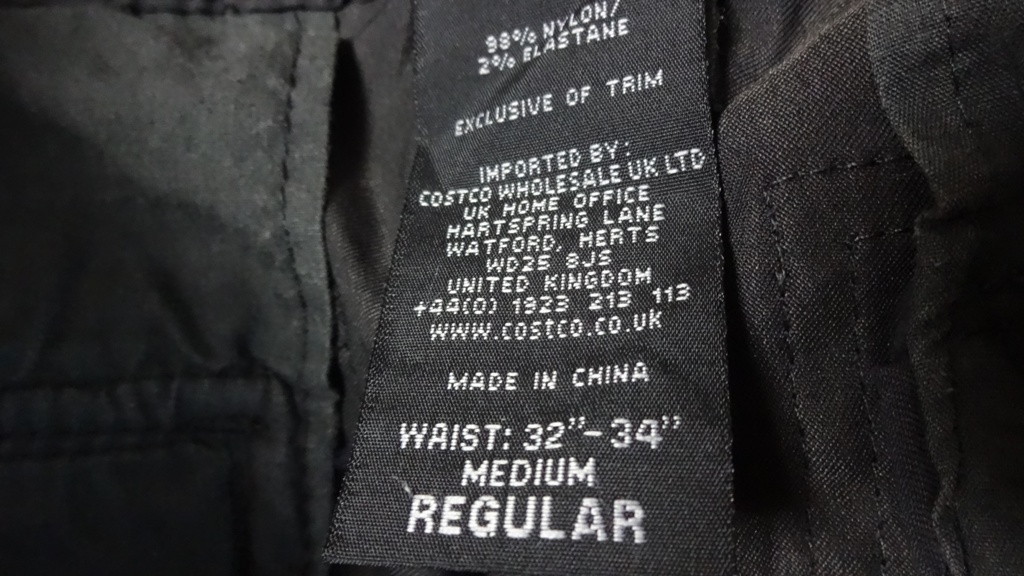 98% NYLON/
2% ELASTANE
EXCLUSIVE OF TRIM
IMPORTED BY:
COSTCO WHOLESALE UK LTD
UK HOME OFFICE
HARTSPRING LANE
WATFORD, HERTS
WD25 8JS
UNITED KINGDOM
+44(0) 1923 213 113
WWW.COSTCO.CO.UK
MADE IN CHINA
WAIST: 32"-34"
MEDIUM
REGULAR